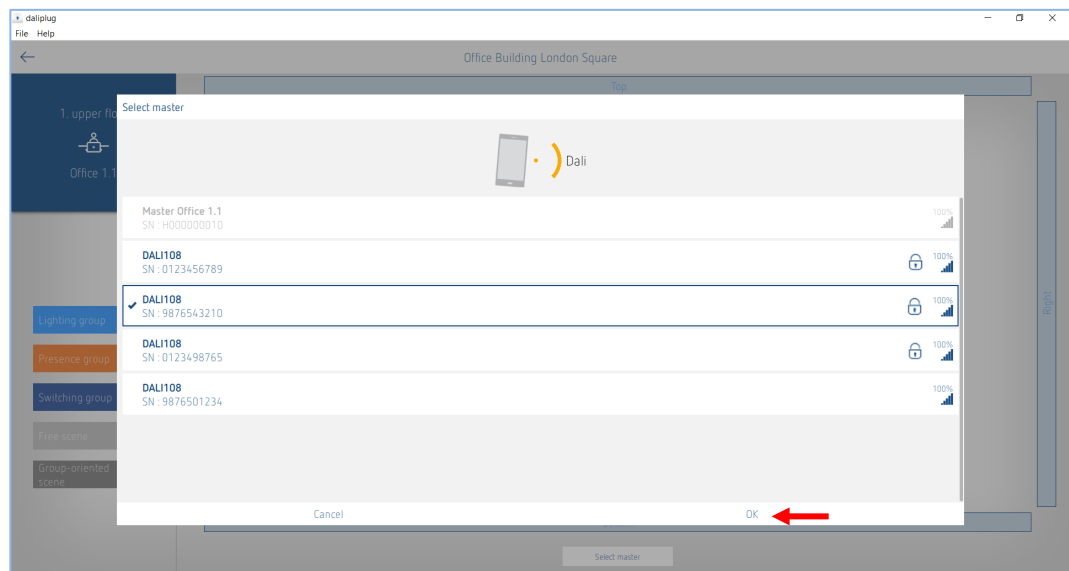 daliplug
File Help
Office Building London Square
Top
1. upper flo
Office 1.1
Select master
Dali
Master Office 1.1
SN : H000000010
100%
DALI108
SN : 0123456789
100%
DALI108
SN : 9876543210
100%
DALI108
SN : 0123498765
100%
DALI108
SN : 9876501234
100%
Right
Lighting group
Presence group
Switching group
Free scene
Group-oriented
scene
Cancel
OK
Select master